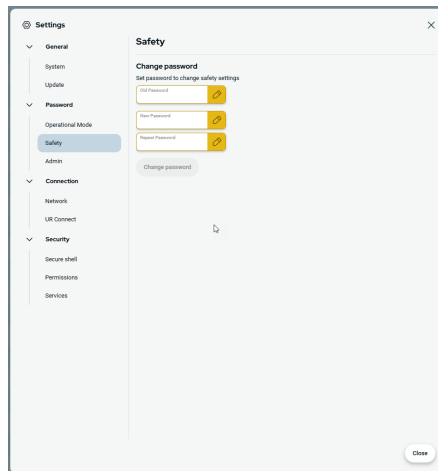 Settings
General
System
Update
Password
Operational Mode
Safety
Admin
Connection
Network
UR Connect
Security
Secure shell
Permissions
Services
Safety
Change password
Set password to change safety settings
Old Password
New Password
Repeat Password
Change password
Close